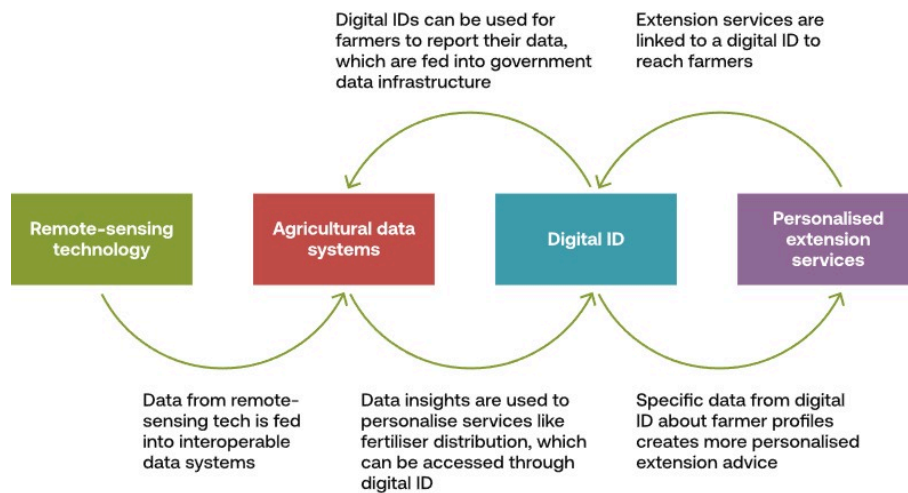 Digital IDs can be used for
farmers to report their data,
which are fed into government
data infrastructure
Extension services are
linked to a digital ID to
reach farmers
Remote-sensing
technology
Agricultural data
systems
Digital ID
Personalised
extension
services
Data from remote-
sensing tech is fed
into interoperable
data systems
Data insights are used to
personalise services like
fertiliser distribution, which
can be accessed through
digital ID
Specific data from digital
ID about farmer profiles
creates more personalised
extension advice